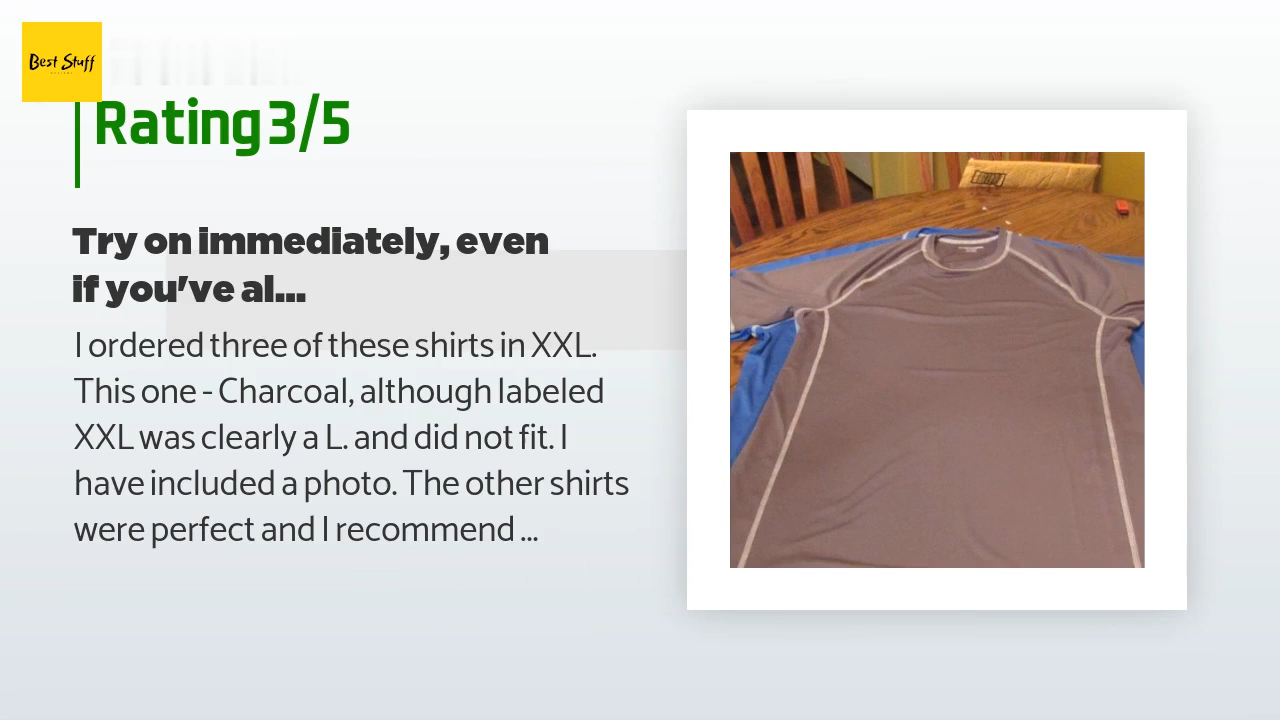 Best Stuff
Rating 3/5
Try on immediately, even
if you've al...
I ordered three of these shirts in XXL.
This one - Charcoal, although labeled
XXL was clearly a L. and did not fit. I
have included a photo. The other shirts
were perfect and I recommend ...